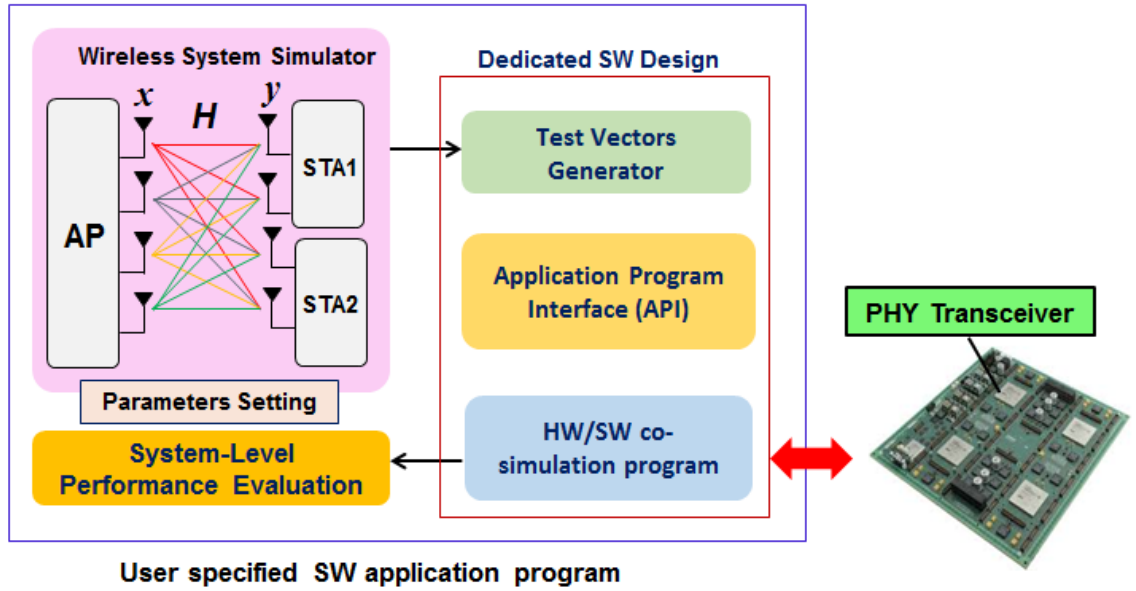 Wireless System Simulator
x
H
y
AP
STA1
STA2
Parameters Setting
System-Level
Performance Evaluation
Dedicated SW Design
Test Vectors
Generator
Application Program
Interface (API)
HW/SW co-
simulation program
PHY Transceiver
User specified SW application program